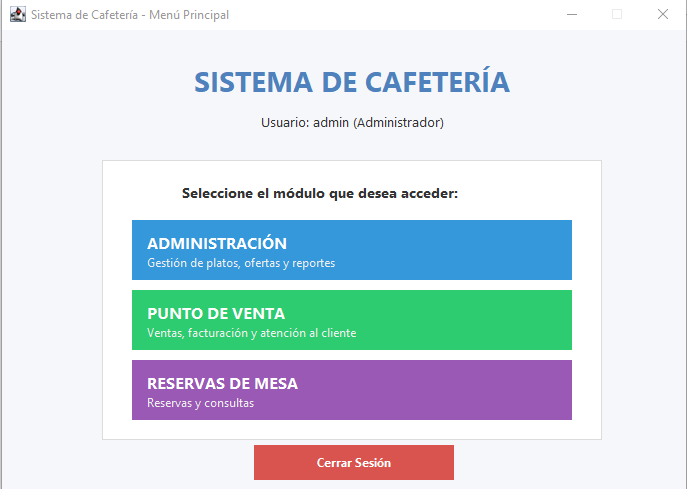 Sistema de Cafetería - Menú Principal
SISTEMA DE CAFETERÍA
Usuario: admin (Administrador)
Seleccione el módulo que desea acceder:
ADMINISTRACIÓN
Gestión de platos, ofertas y reportes
PUNTO DE VENTA
Ventas, facturación y atención al cliente
RESERVAS DE MESA
Reservas y consultas
Cerrar Sesión